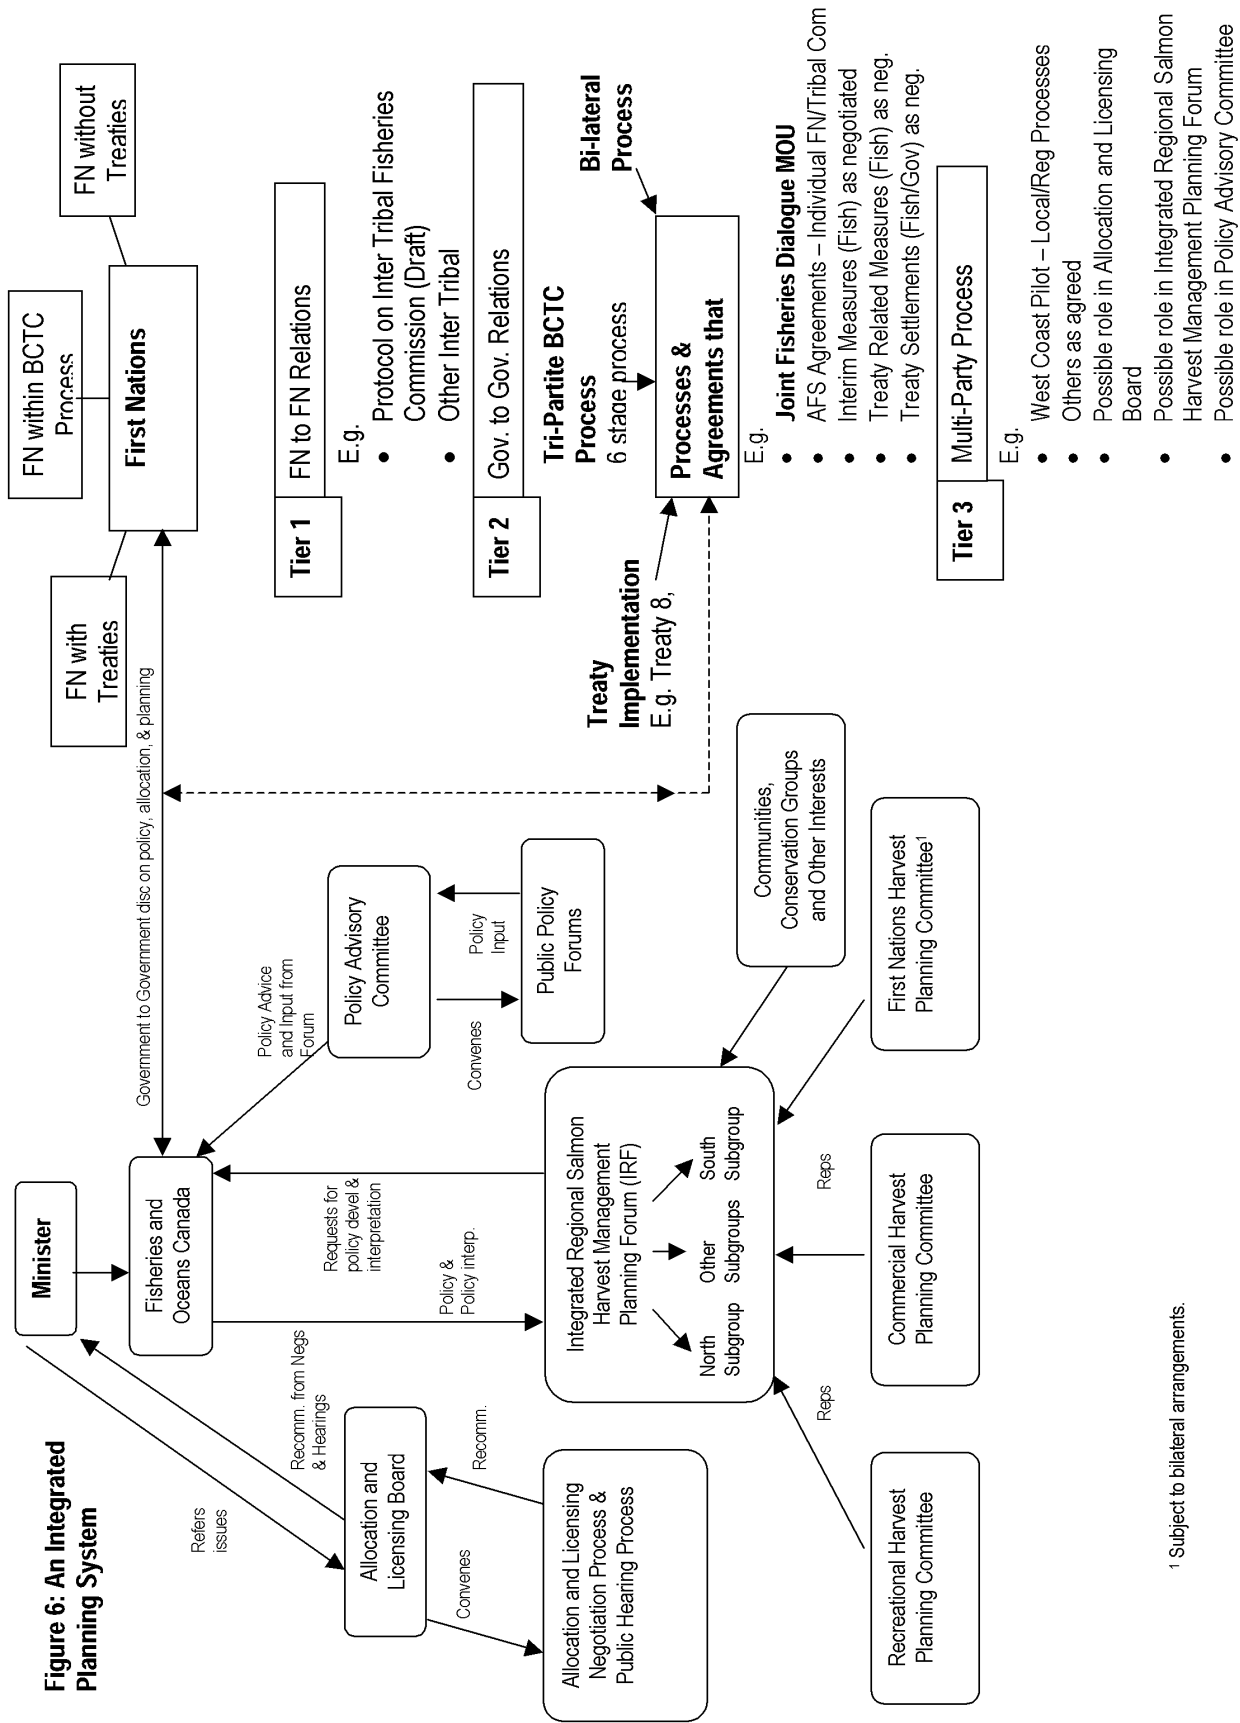 Figure 6: An Integrated
Planning System
Minister
Fisheries and
Oceans Canada
Refers
issues
Recomm. from Negs
& Hearings
Allocation and
Licensing Board
Convenes
Recomm.
Allocation and Licensing
Negotiation Process &
Public Hearing Process
Requests for
policy devel &
interpretation
Policy &
Policy interp.
Policy Advice
and Input from
Forum
Policy Advisory
Committee
Convenes
Policy
Input
Public Policy
Forums
Integrated Regional Salmon
Harvest Management
Planning Forum (IRF)
North
Subgroup
Other
Subgroups
South
Subgroup
Communities,
Conservation Groups
and Other Interests
Reps
Reps
Recreational Harvest
Planning Committee
Commercial Harvest
Planning Committee
First Nations Harvest
Planning Committee¹
¹ Subject to bilateral arrangements.
Government to Government disc on policy, allocation, & planning
FN with
Treaties
FN within BCTC
Process
FN without
Treaties
First Nations
Tier 1
FN to FN Relations
E.g.
• Protocol on Inter Tribal Fisheries
Commission (Draft)
• Other Inter Tribal
Tier 2
Gov. to Gov. Relations
Tri-Partite BCTC
Process
6 stage process
Bi-lateral
Process
Treaty
Implementation
E.g. Treaty 8,
Processes &
Agreements that
E.g.
• Joint Fisheries Dialogue MOU
• AFS Agreements – Individual FN/Tribal Com
• Interim Measures (Fish) as negotiated
• Treaty Related Measures (Fish) as neg.
• Treaty Settlements (Fish/Gov) as neg.
Tier 3
Multi-Party Process
E.g.
• West Coast Pilot – Local/Reg Processes
• Others as agreed
• Possible role in Allocation and Licensing
Board
• Possible role in Integrated Regional Salmon
Harvest Management Planning Forum
• Possible role in Policy Advisory Committee